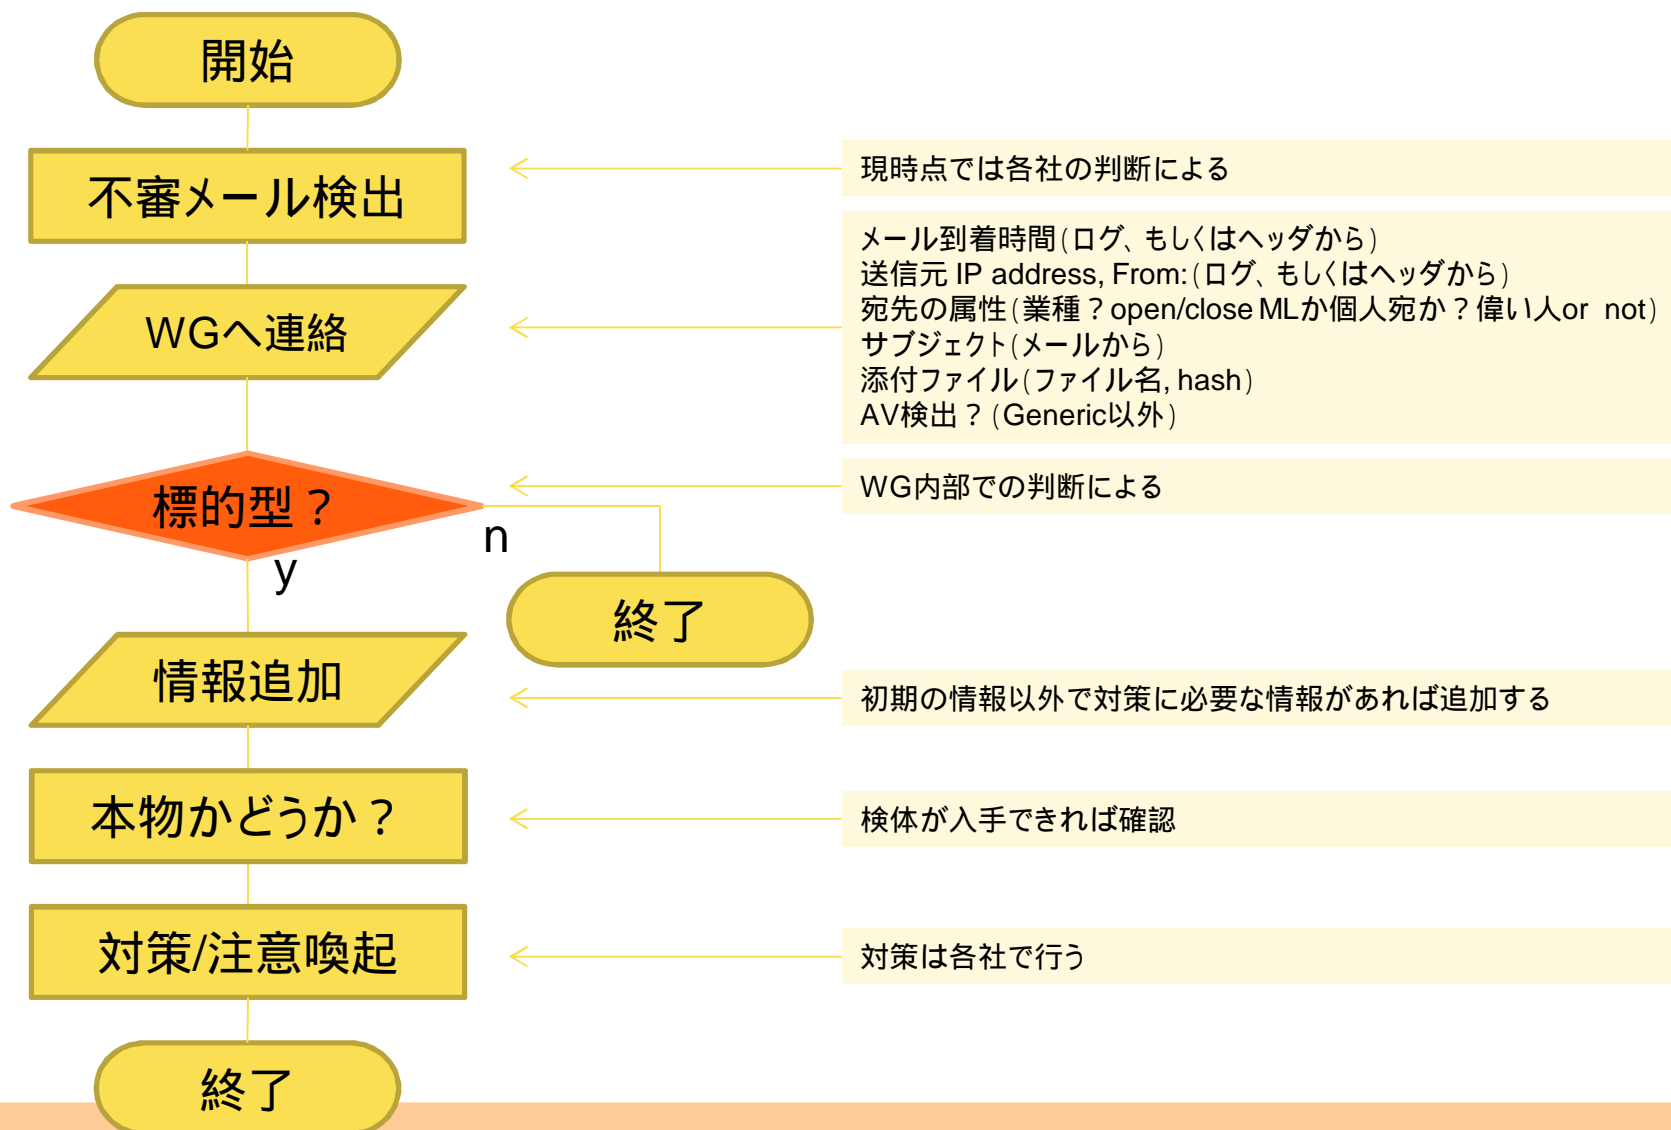 開始
不審メール検出
現時点では各社の判断による
WGへ連絡
メール到着時間(ログ、もしくはヘッダから)
送信元 IP address, From:(ログ、もしくはヘッダから)
宛先の属性(業種？open/close MLか個人宛か？偉い人or not)
サブジェクト(メールから)
添付ファイル(ファイル名, hash)
AV検出？(Generic以外)
標的型？
WG内部での判断による
n
y
終了
情報追加
初期の情報以外で対策に必要な情報があれば追加する
本物かどうか？
検体が入手できれば確認
対策/注意喚起
対策は各社で行う
終了